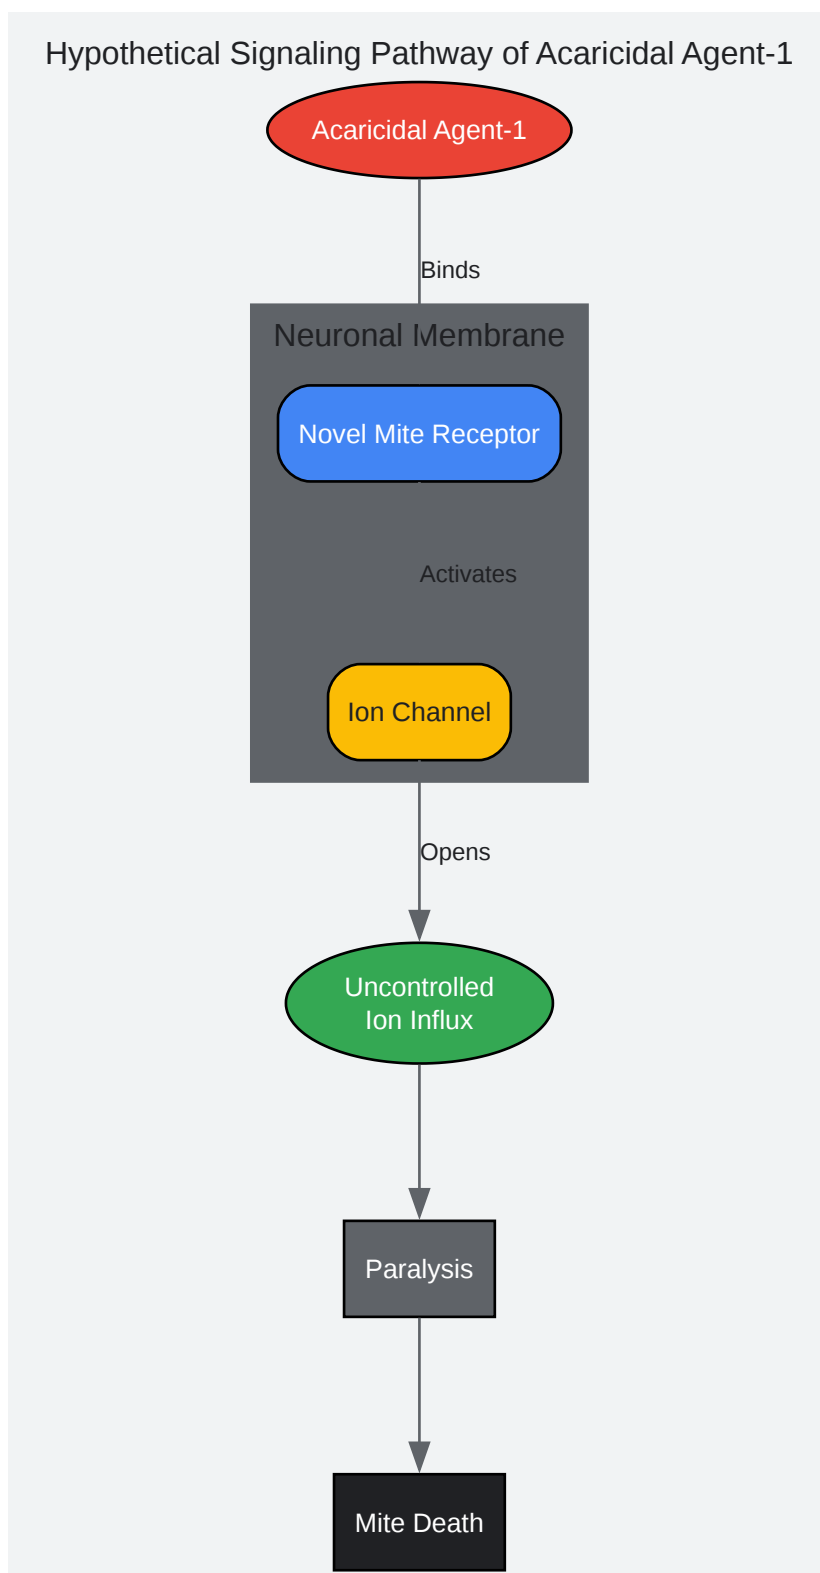 Hypothetical Signaling Pathway of Acaricidal Agent-1
Acaricidal Agent-1
Binds
Neuronal Membrane
Novel Mite Receptor
Activates
Ion Channel
Opens
Uncontrolled
Ion Influx
Paralysis
Mite Death